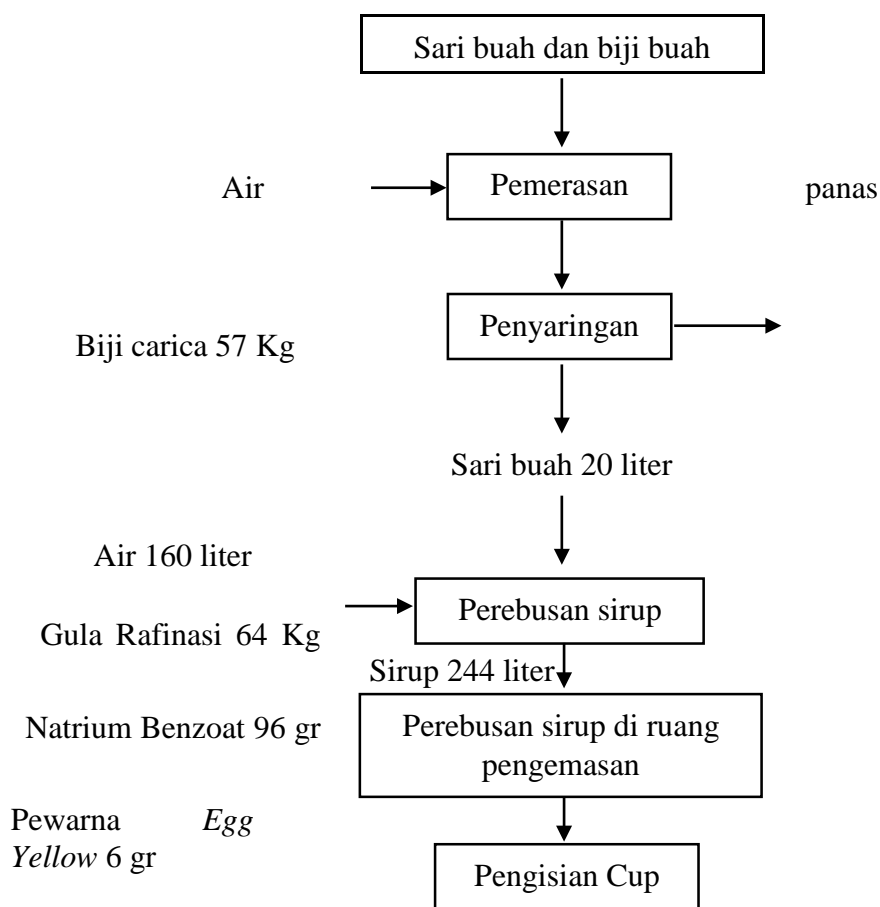 Sari buah dan biji buah
Air
Pemerasan
panas
Penyaringan
Biji carica 57 Kg
Sari buah 20 liter
Air 160 liter
Perebusan sirup
Gula Rafinasi 64 Kg
Sirup 244 liter
Natrium Benzoat 96 gr
Perebusan sirup di ruang
pengemasan
Pewarna Egg
Yellow 6 gr
Pengisian Cup